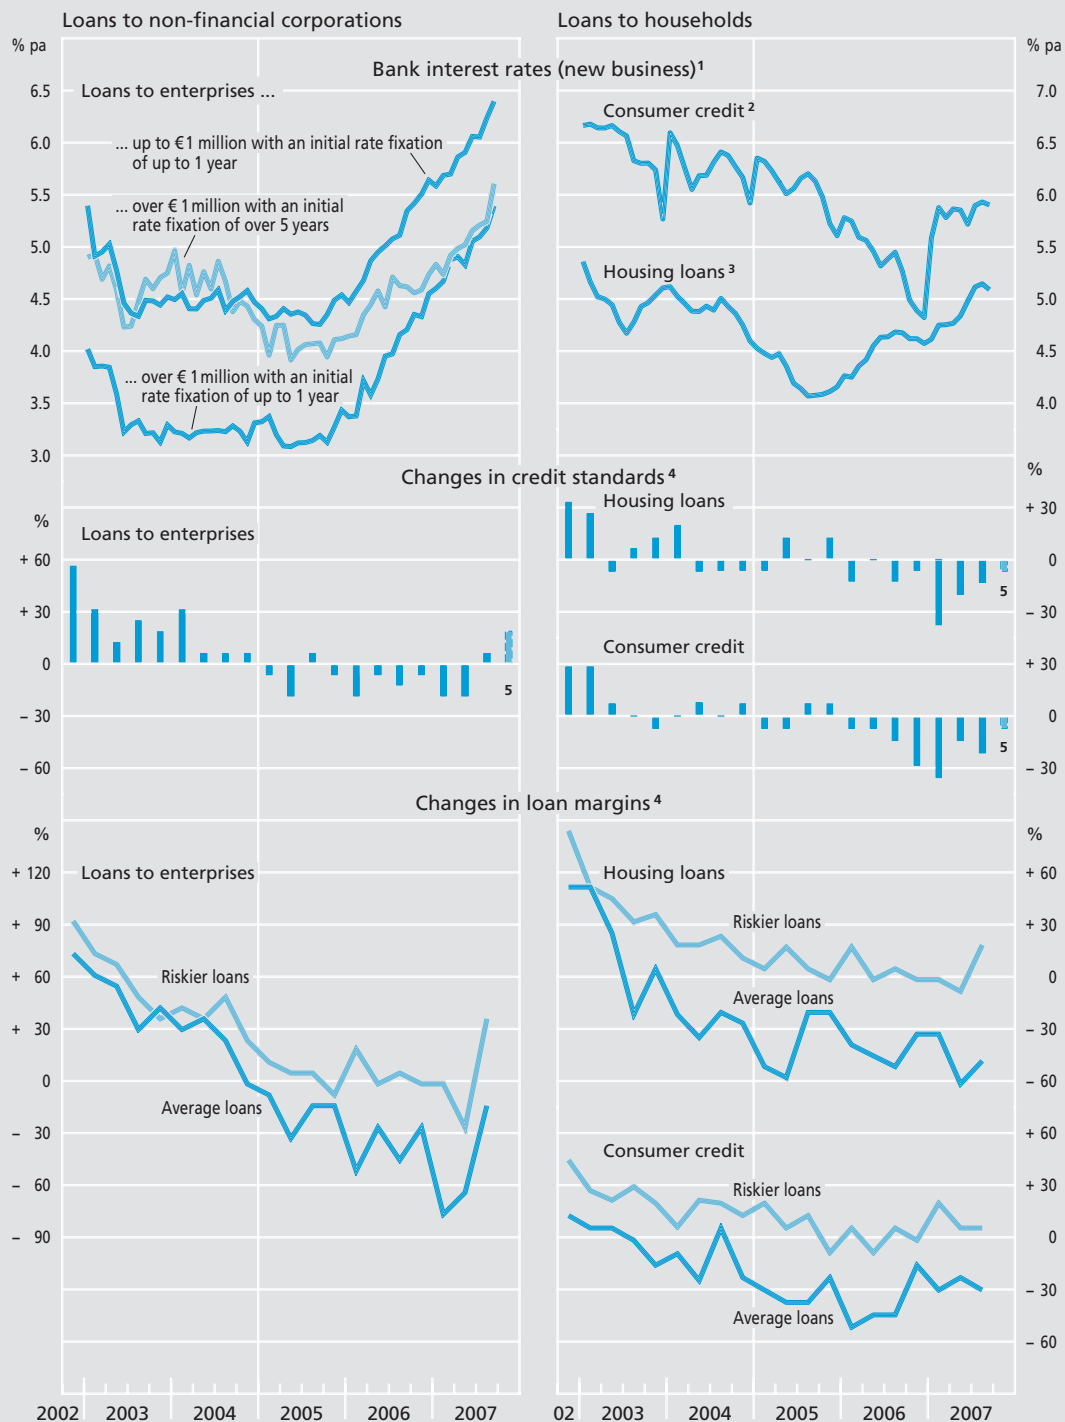 Loans to non-financial corporations
Loans to households
% pa
% pa
Bank interest rates (new business)¹
6.5
6.0
5.5
5.0
4.5
4.0
3.5
3.0
Loans to enterprises ...
... up to € 1 million with an initial rate fixation
of up to 1 year
... over € 1 million with an initial
rate fixation of over 5 years
... over € 1 million with an initial
rate fixation of up to 1 year
7.0
6.5
6.0
5.5
5.0
4.5
4.0
Consumer credit ²
Housing loans ³
Changes in credit standards ⁴
%
Loans to enterprises
+ 60
+ 30
0
– 30
– 60
5
%
Housing loans
+ 30
0
– 30
5
Consumer credit
+ 30
0
– 30
5
Changes in loan margins ⁴
%
Loans to enterprises
+ 120
+ 90
+ 60
+ 30
0
– 30
– 60
– 90
Riskier loans
Average loans
%
Housing loans
+ 60
+ 30
0
– 30
– 60
Riskier loans
Average loans
Consumer credit
+ 60
+ 30
0
– 30
– 60
Riskier loans
Average loans
2002 2003 2004 2005 2006 2007
02 2003 2004 2005 2006 2007